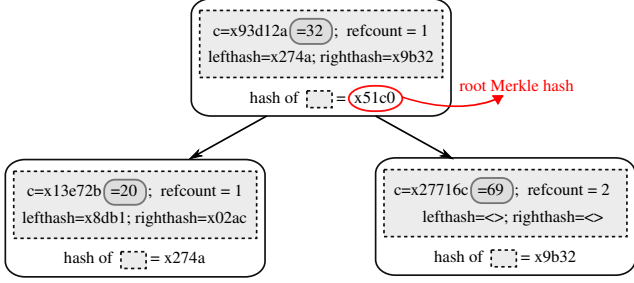 c=x93d12a =32 ; refcount = 1
lefthash=x274a; righthash=x9b32
hash of = x51c0
root Merkle hash
c=x13e72b =20 ; refcount = 1
lefthash=x8db1; righthash=x02ac
hash of = x274a
c=x27716c =69 ; refcount = 2
lefthash=<>; righthash=<>
hash of = x9b32